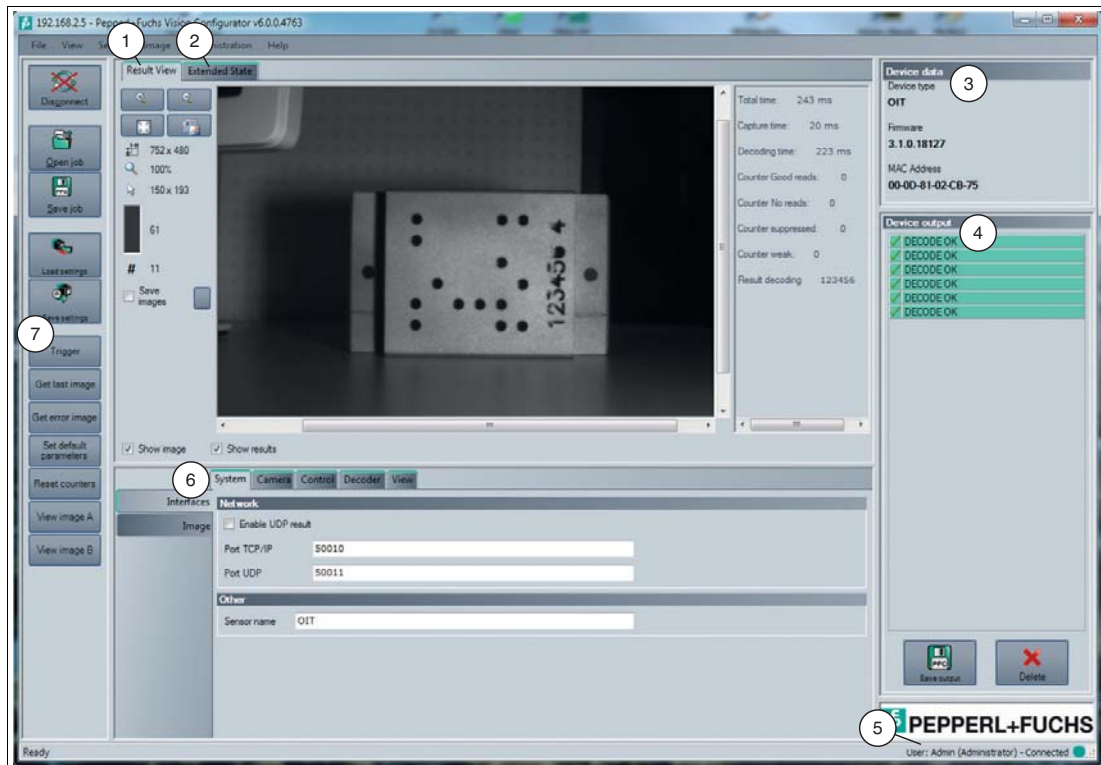 192.168.2.5 - Pepperl+Fuchs Vision Configurator v6.0.0.4763
File View Image Help
1
2
3
4
5
6
7
Disconnect
Open job
Save job
Load settings
Save settings
Trigger
Get last image
Get error image
Set default parameters
Reset counters
View image A
View image B
Result View
Extended State
752 x 480
100%
150 x 193
61
# 11
Save images
123456 4
Show image
Show results
Total time: 243 ms
Capture time: 20 ms
Decoding time: 223 ms
Counter Good reads: 0
Counter No reads: 0
Counter suppressed: 0
Counter weak: 0
Result decoding 123456
System Camera Control Decoder View
Interfaces
Image
Network
Enable UDP result
Port TCP/IP 50010
Port UDP 50011
Other
Sensor name OIT
Device data
Device type
OIT
Firmware
3.1.0.18127
MAC Address
00-0D-81-02-CB-75
Device output
DECODE OK
DECODE OK
DECODE OK
DECODE OK
DECODE OK
DECODE OK
Save output
Delete
PEPPERL+FUCHS
Ready
User: Admin (Administrator) - Connected